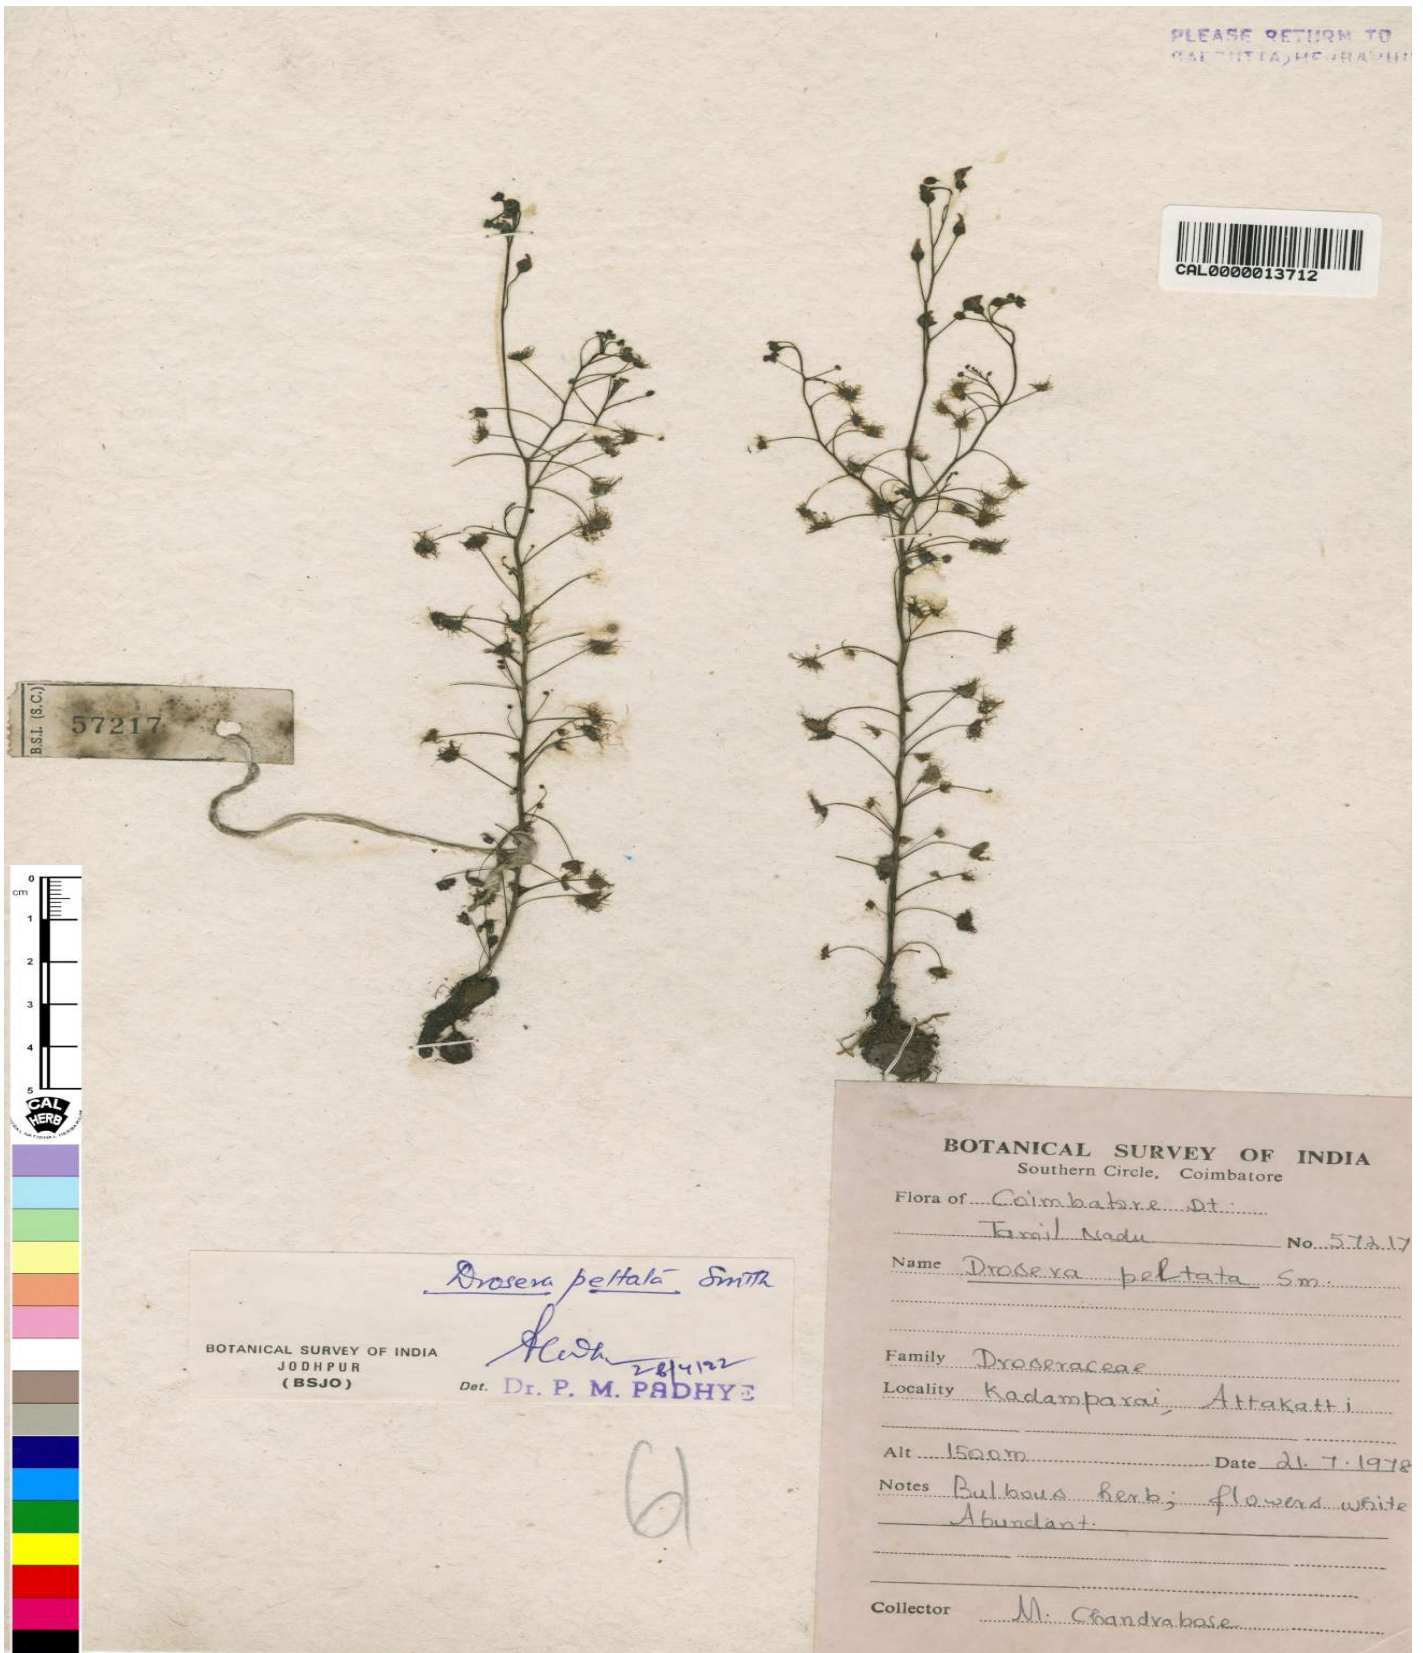 PLEASE RETURN TO
CALCUTTA HERBARIUM
CAL0000013712
B.S.I. (S.C.)
57217
0
cm
1
2
3
4
5
CAL
HERB
BOTANICAL SURVEY OF INDIA
Southern Circle, Coimbatore
Flora of Coimbatore Dt.
Tamil Nadu No 57217
Name Drosera peltata Sm.
Family Droseraceae
Locality Kadamparai, Attakatti
Alt 1500m Date 21.7.1978
Notes Bulbous herb; flowers white
Abundant.
Collector M. Chandrabose
Drosera peltata Smith
BOTANICAL SURVEY OF INDIA
JODHPUR
(BSJO)
28/4/22
Det. Dr. P. M. PADHYE
61